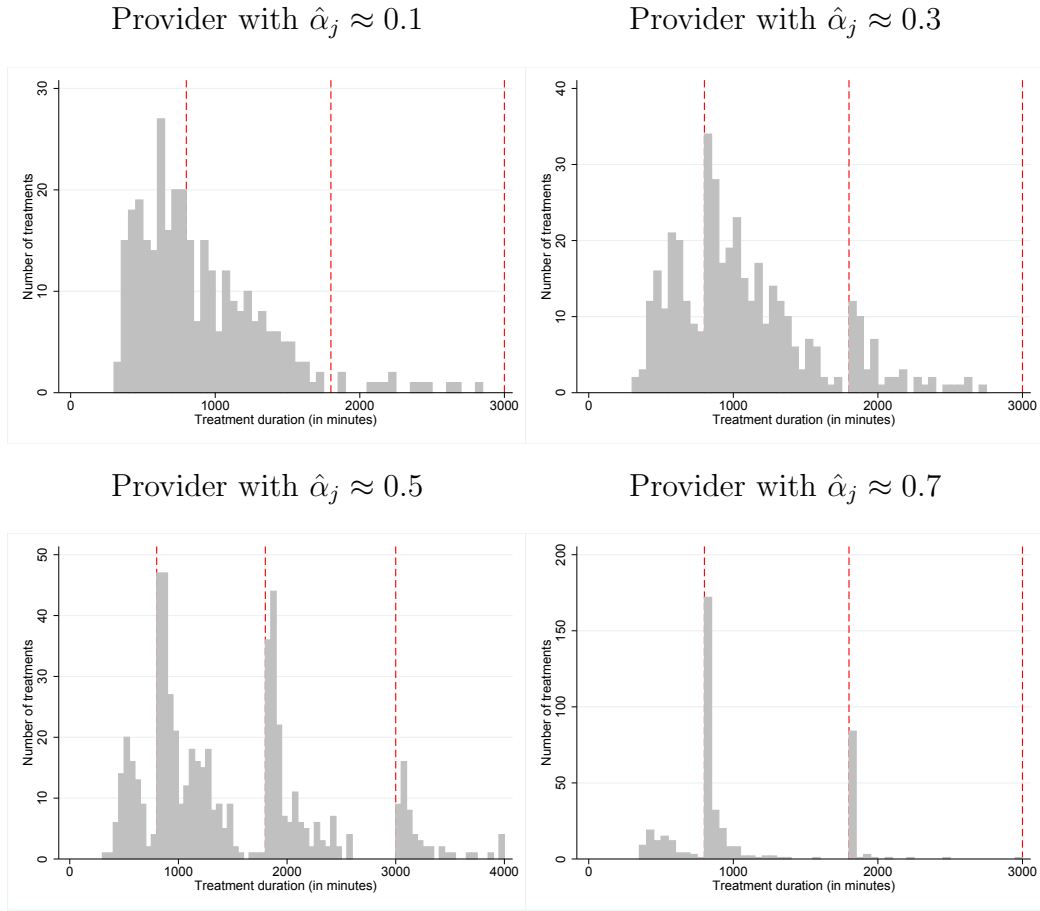 Provider with α̂ⱼ ≈ 0.1
Number of treatments
0 10 20 30
0 1000 2000 3000
Treatment duration (in minutes)
Provider with α̂ⱼ ≈ 0.3
Number of treatments
0 10 20 30 40
0 1000 2000 3000
Treatment duration (in minutes)
Provider with α̂ⱼ ≈ 0.5
Number of treatments
0 10 20 30 40 50
0 1000 2000 3000 4000
Treatment duration (in minutes)
Provider with α̂ⱼ ≈ 0.7
Number of treatments
0 50 100 150 200
0 1000 2000 3000
Treatment duration (in minutes)